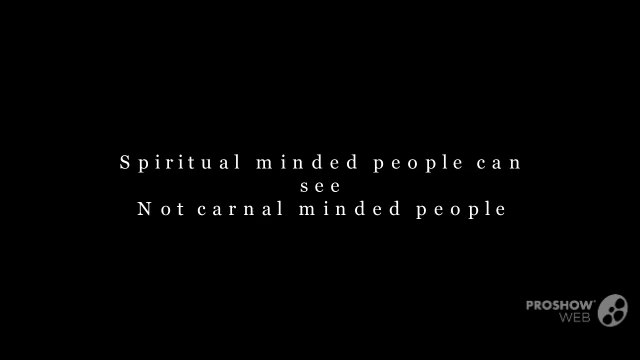 Spiritual minded people can
see
Not carnal minded people
PROSHOW
WEB